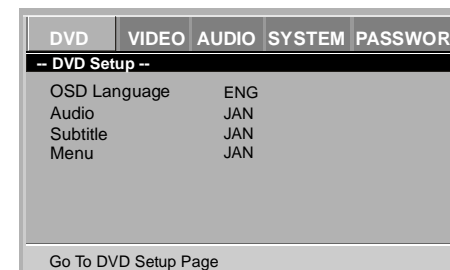 DVD VIDEO AUDIO SYSTEM PASSWOR
-- DVD Setup --
OSD Language ENG
Audio JAN
Subtitle JAN
Menu JAN
Go To DVD Setup Page